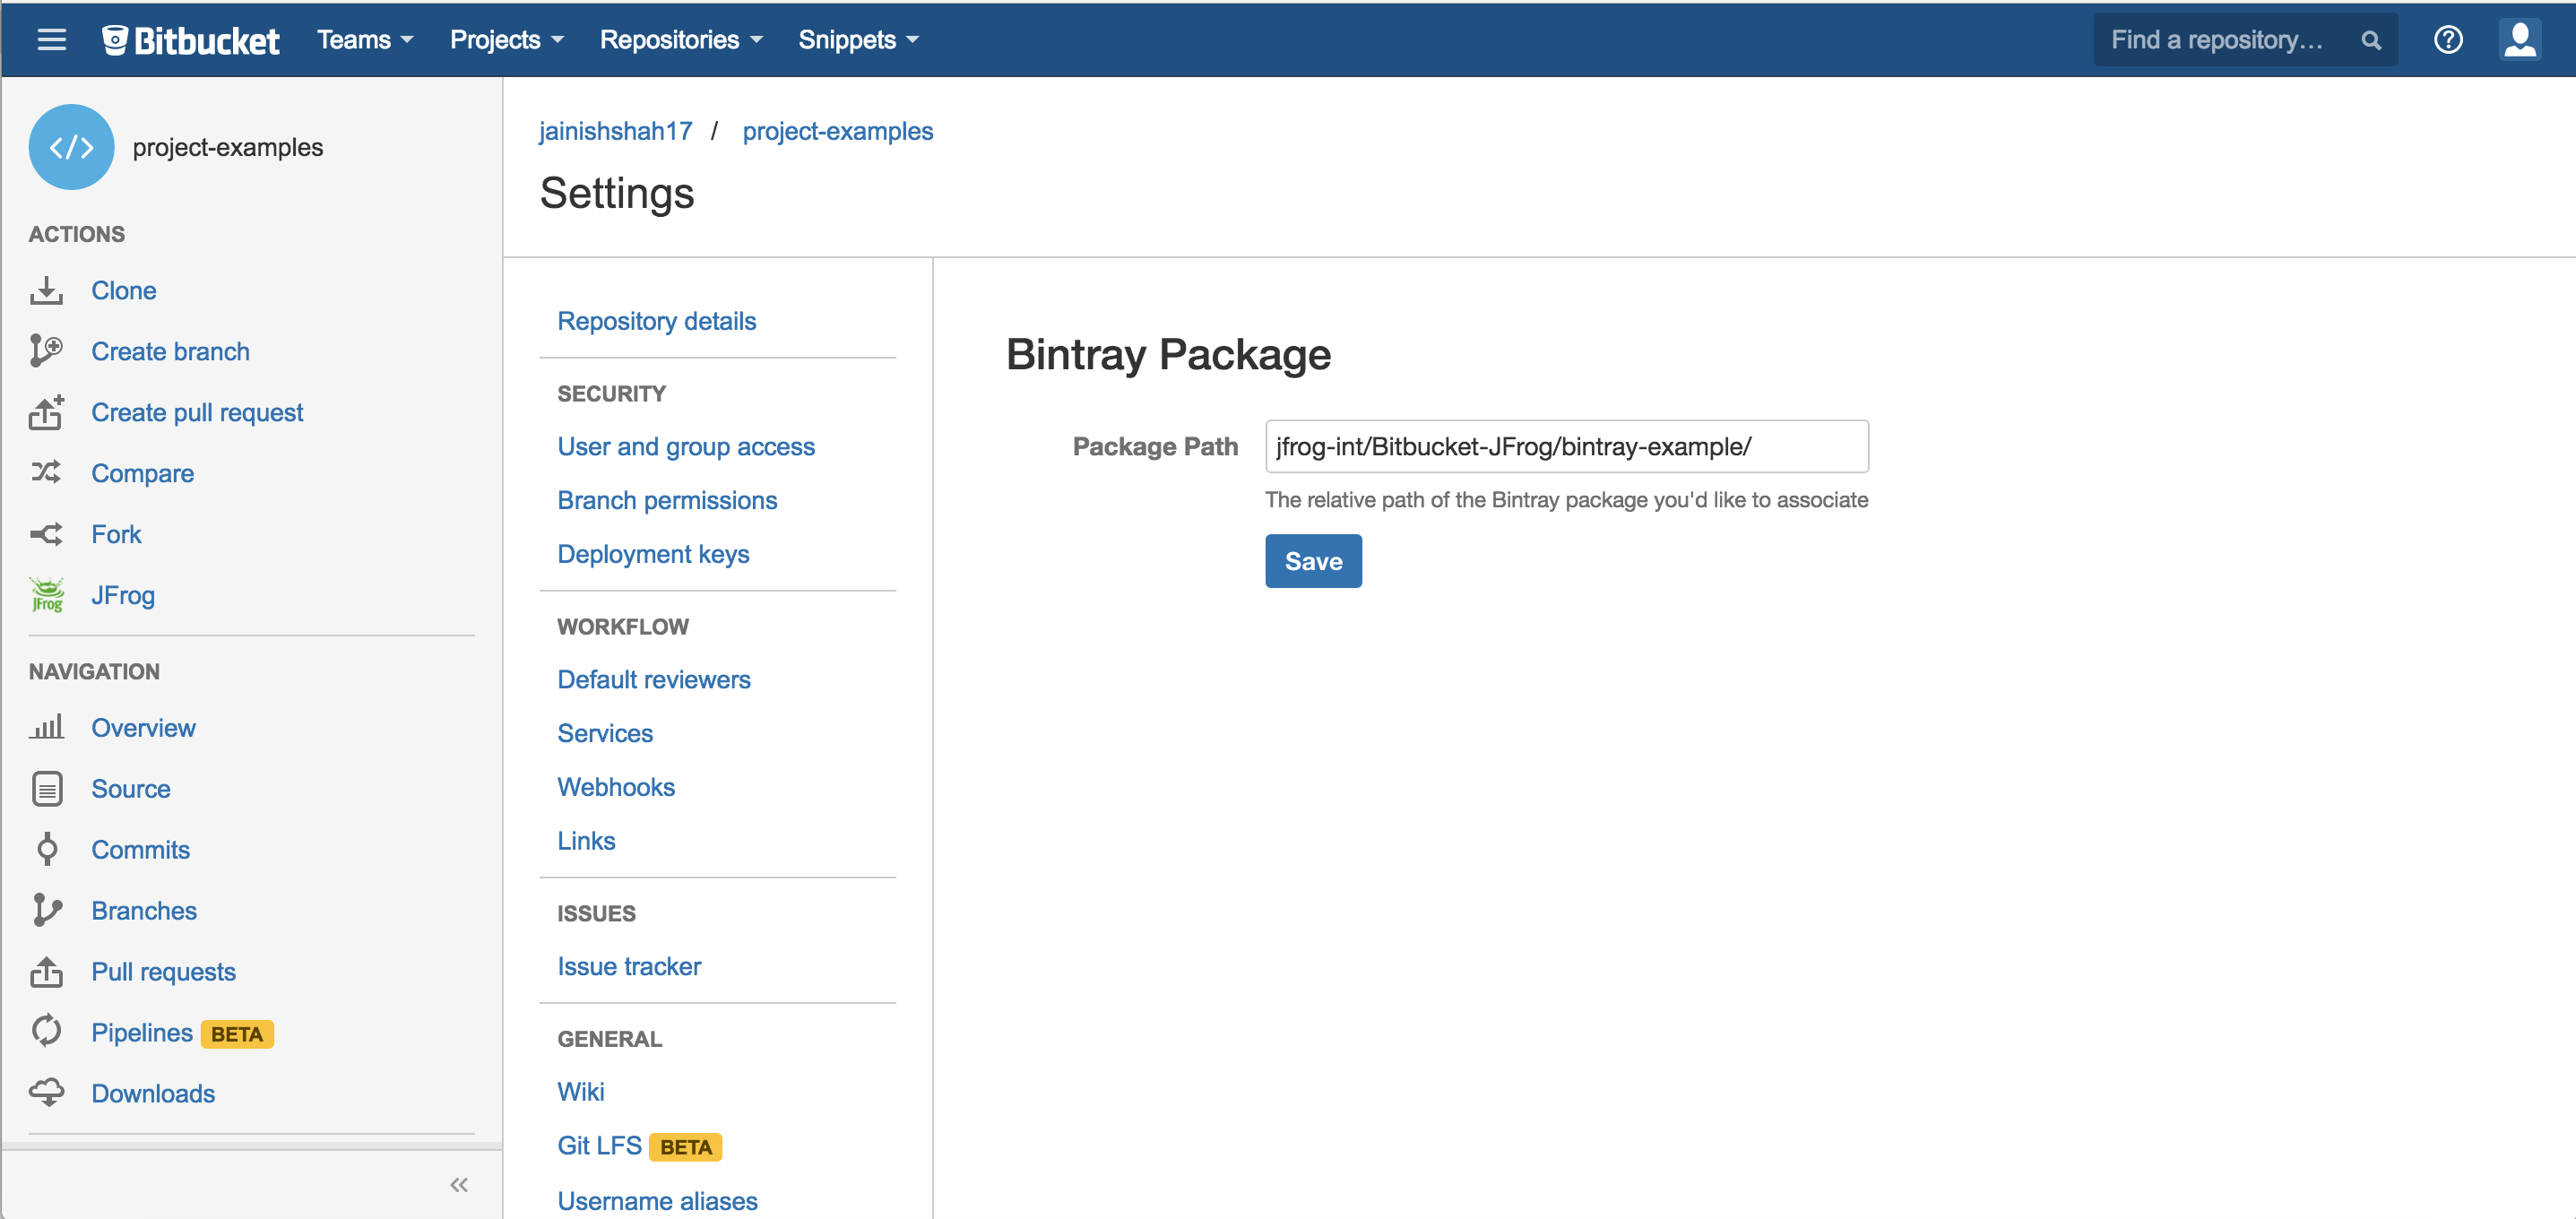 Bitbucket Teams Projects Repositories Snippets Find a repository...
project-examples
ACTIONS
Clone
Create branch
Create pull request
Compare
Fork
JFrog JFrog
NAVIGATION
Overview
Source
Commits
Branches
Pull requests
Pipelines BETA
Downloads
jainishshah17 / project-examples
Settings
Repository details
SECURITY
User and group access
Branch permissions
Deployment keys
WORKFLOW
Default reviewers
Services
Webhooks
Links
ISSUES
Issue tracker
GENERAL
Wiki
Git LFS BETA
Username aliases
Bintray Package
Package Path jfrog-int/Bitbucket-JFrog/bintray-example/
The relative path of the Bintray package you'd like to associate
Save